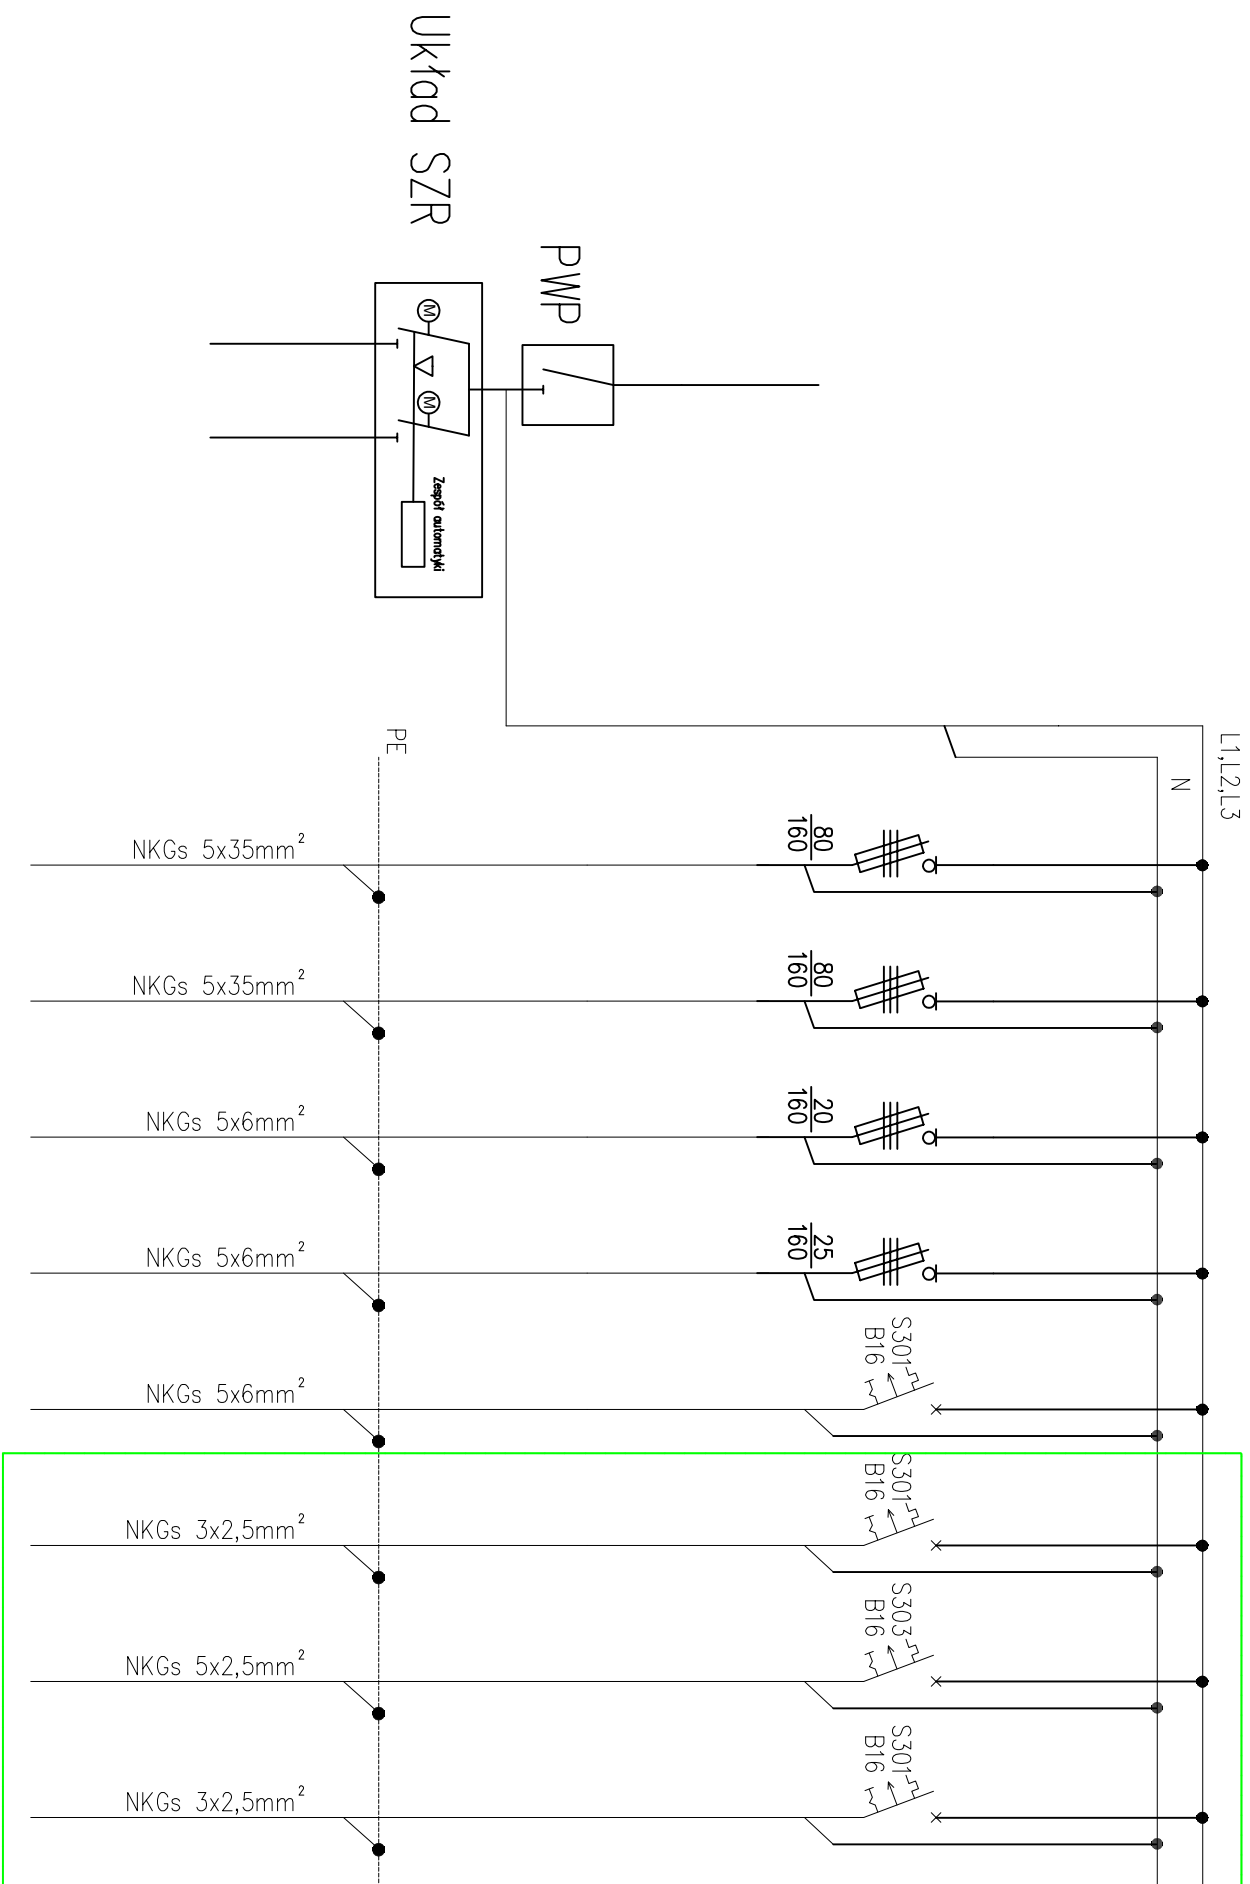 Układ SZR
PWP
M
M
Zespół automatyki
L1,L2,L3
N
PE
NKGs 5x35mm²
80
160
NKGs 5x35mm²
80
160
NKGs 5x6mm²
20
160
NKGs 5x6mm²
25
160
NKGs 5x6mm²
S301
B16
NKGs 3x2,5mm²
S301
B16
NKGs 5x2,5mm²
S303
B16
NKGs 3x2,5mm²
S301
B16